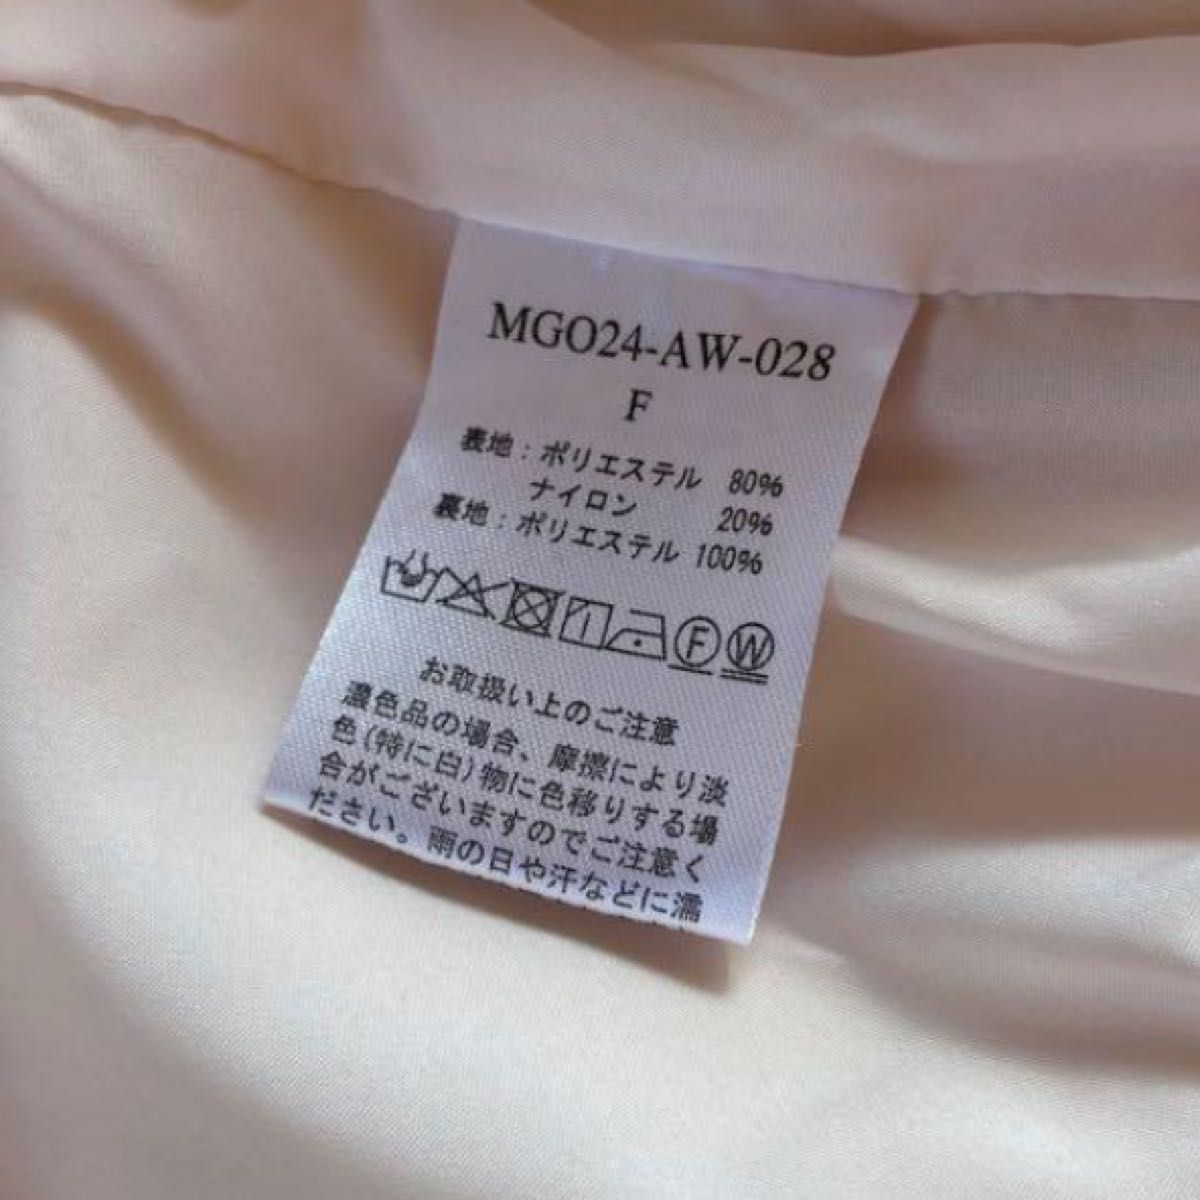 MGO24-AW-028
F
表地：ポリエステル 80%
ナイロン 20%
裏地：ポリエステル 100%
F W
お取扱い上のご注意
濃色品の場合、摩擦により淡
色(特に白)物に色移りする場
合がございますのでご注意く
ださい。雨の日や汗などに濡